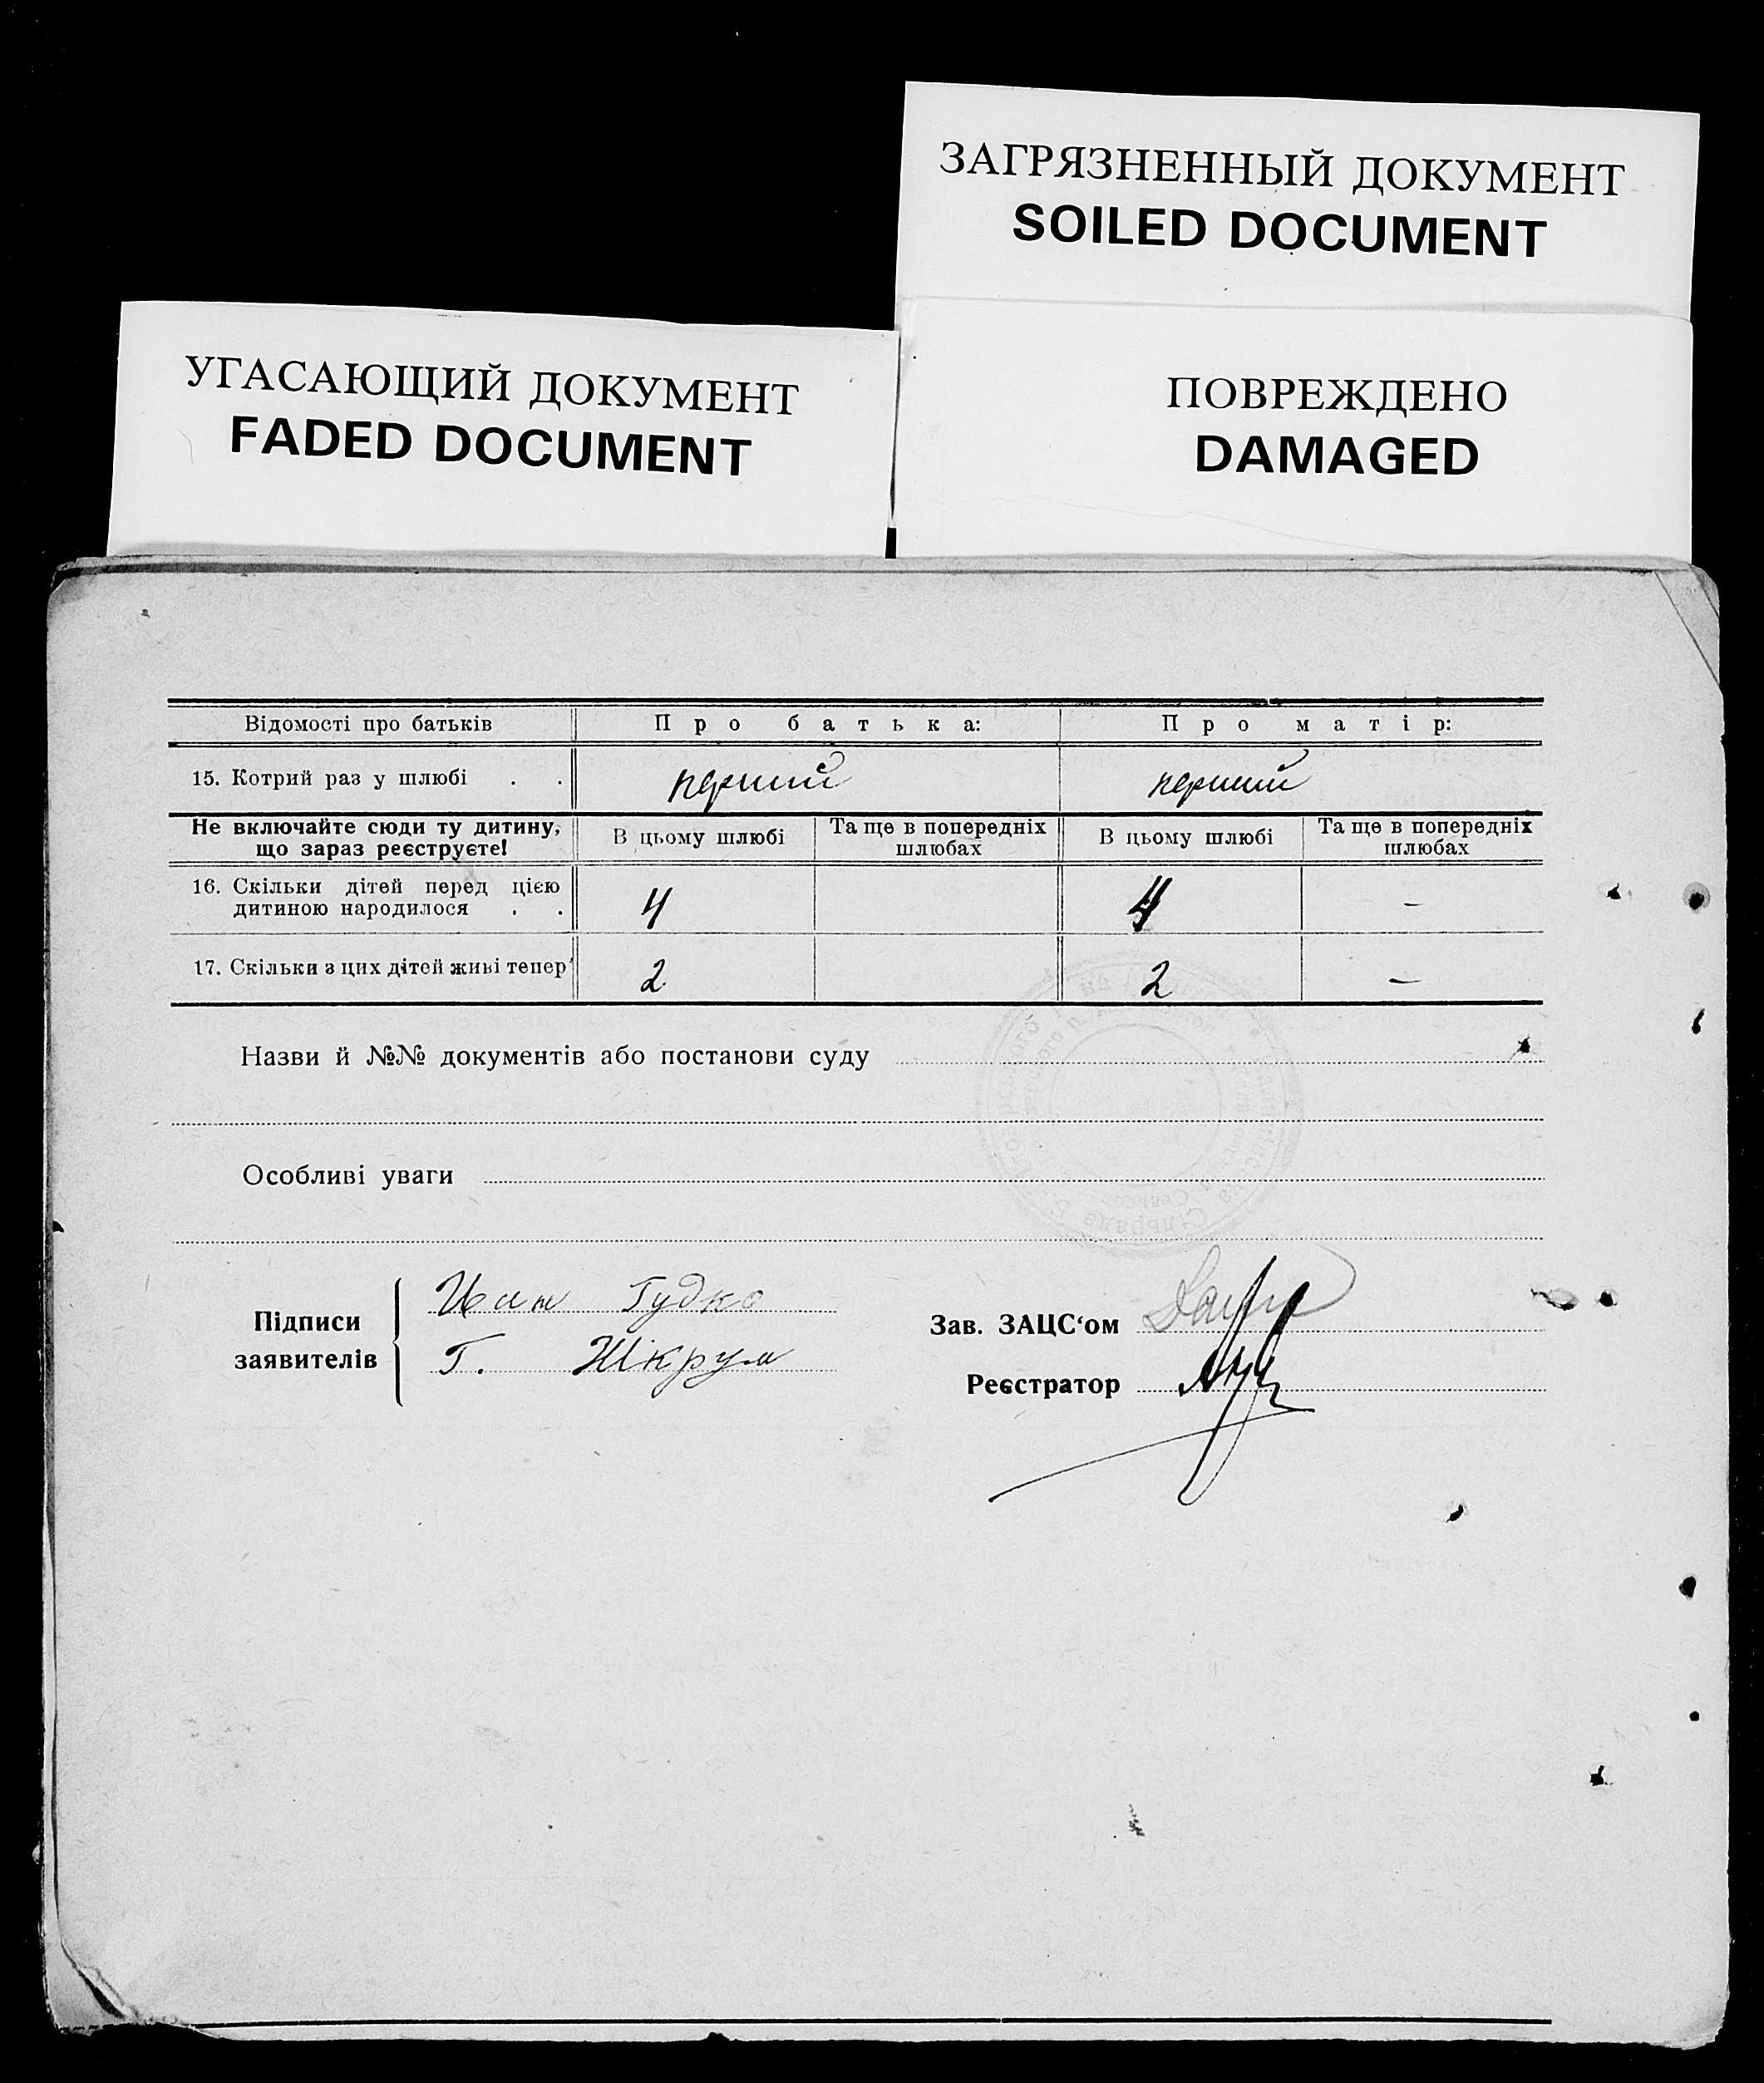 ЗАГРЯЗНЕННЫЙ ДОКУМЕНТ
SOILED DOCUMENT
УГАСАЮЩИЙ ДОКУМЕНТ
FADED DOCUMENT
ПОВРЕЖДЕНО
DAMAGED
Відомості про батьків Про батька: Про матір:
15. Котрий раз у шлюбі . . перший перший
Не включайте сюди ту дитину, що зараз реєструєте! В цьому шлюбі Та ще в попередніх шлюбах В цьому шлюбі Та ще в попередніх шлюбах
16. Скільки дітей перед цією
дитиною народилося . . 4 4 –
17. Скільки з цих дітей живі тепер 2 2 –
Назви й №№ документів або постанови суду
Особливі уваги
Підписи
заявителів
Гудко
Г. Шкрум
Зав. ЗАЦС‘ом
Реєстратор